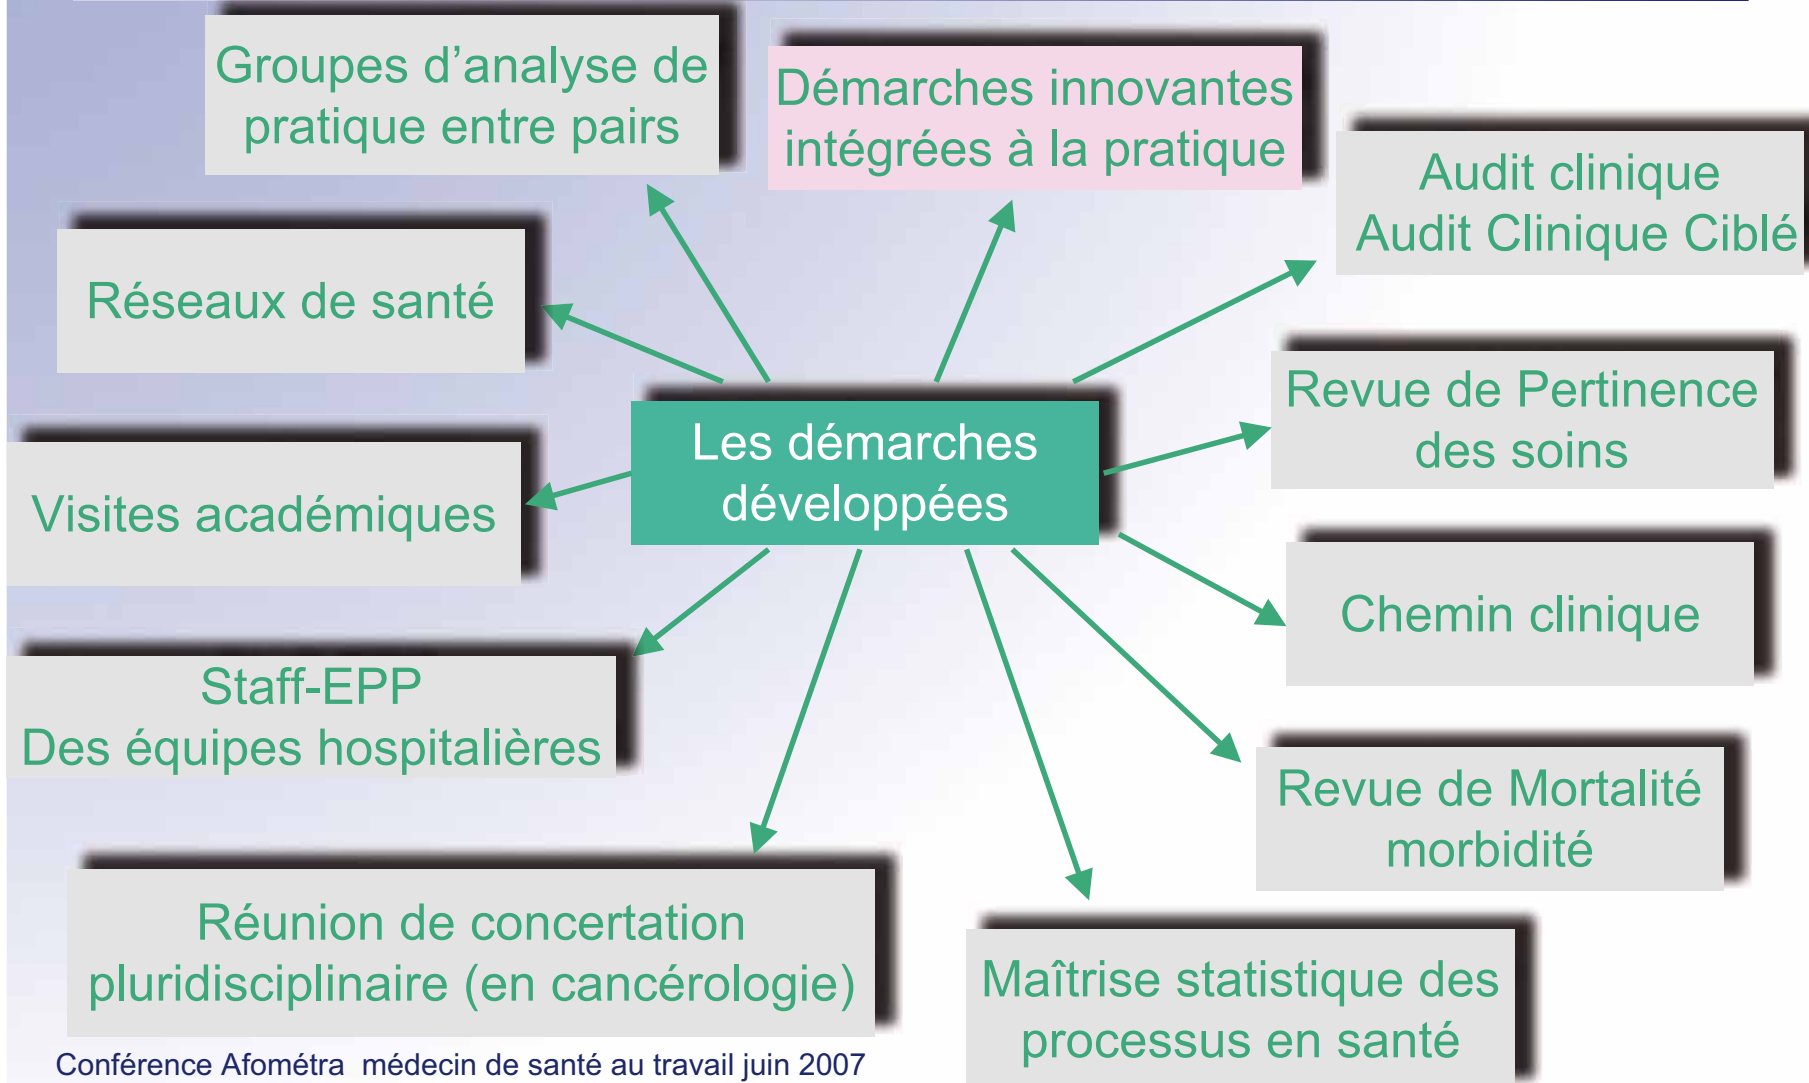 Groupes d’analyse de
pratique entre pairs
Démarches innovantes
intégrées à la pratique
Audit clinique
Audit Clinique Ciblé
Réseaux de santé
Revue de Pertinence
des soins
Les démarches
développées
Visites académiques
Chemin clinique
Staff-EPP
Des équipes hospitalières
Revue de Mortalité
morbidité
Réunion de concertation
pluridisciplinaire (en cancérologie)
Maîtrise statistique des
processus en santé
Conférence Afométra médecin de santé au travail juin 2007